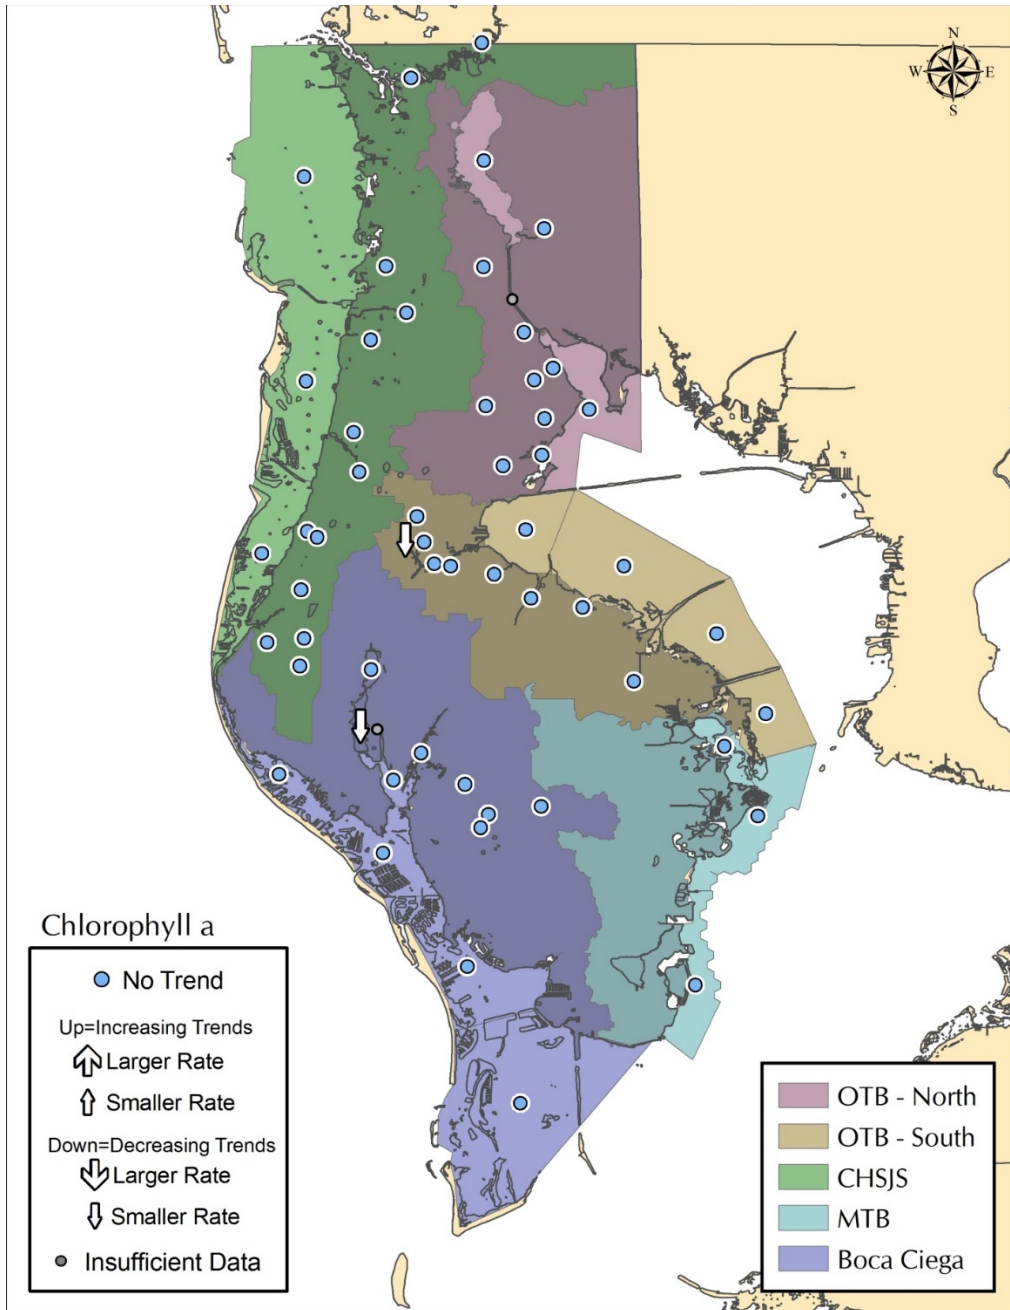 N
W E
S
Chlorophyll a
No Trend
Up=Increasing Trends
Larger Rate
Smaller Rate
Down=Decreasing Trends
Larger Rate
Smaller Rate
Insufficient Data
OTB - North
OTB - South
CHSJS
MTB
Boca Ciega